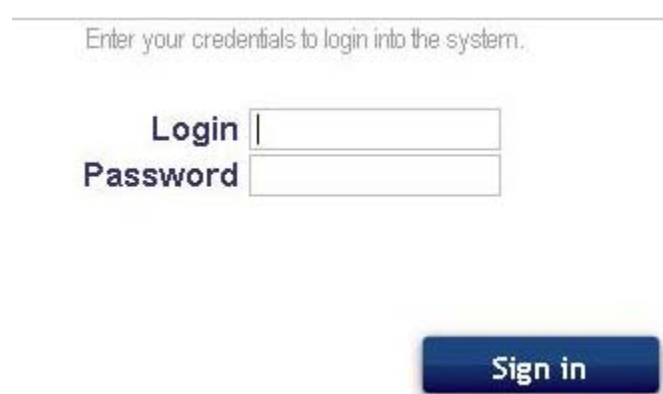 Enter your credentials to login into the system.
Login
Password
Sign in